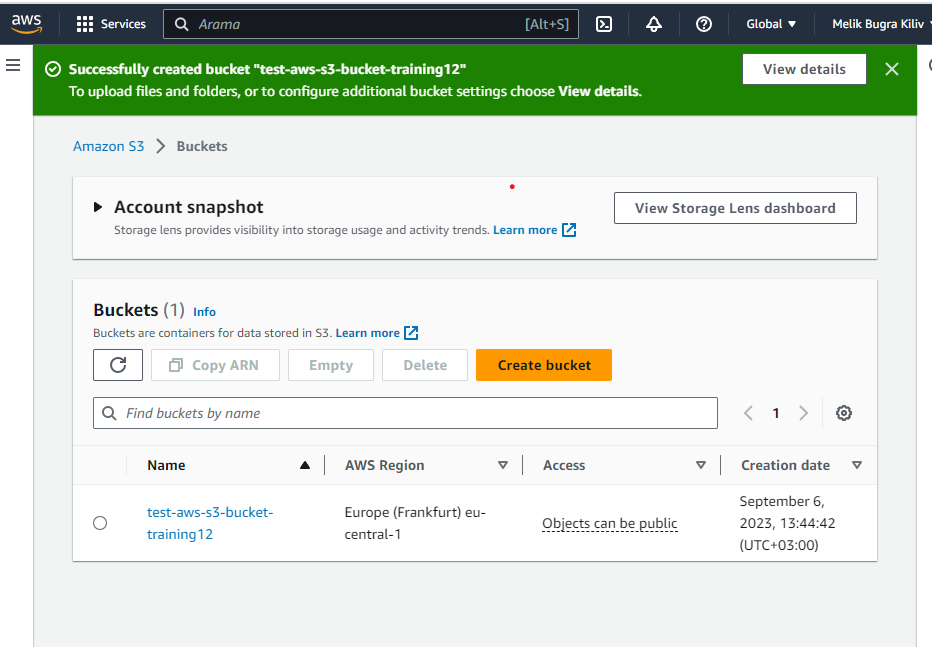 aws Services Arama [Alt+S] Global Melik Bugra Kiliv
Successfully created bucket "test-aws-s3-bucket-training12"
To upload files and folders, or to configure additional bucket settings choose View details.
View details
Amazon S3 Buckets
Account snapshot
Storage lens provides visibility into storage usage and activity trends. Learn more
View Storage Lens dashboard
Buckets (1) Info
Buckets are containers for data stored in S3. Learn more
Copy ARN Empty Delete Create bucket
Find buckets by name 1
Name AWS Region Access Creation date
test-aws-s3-bucket-
training12
Europe (Frankfurt) eu-
central-1
Objects can be public
September 6,
2023, 13:44:42
(UTC+03:00)